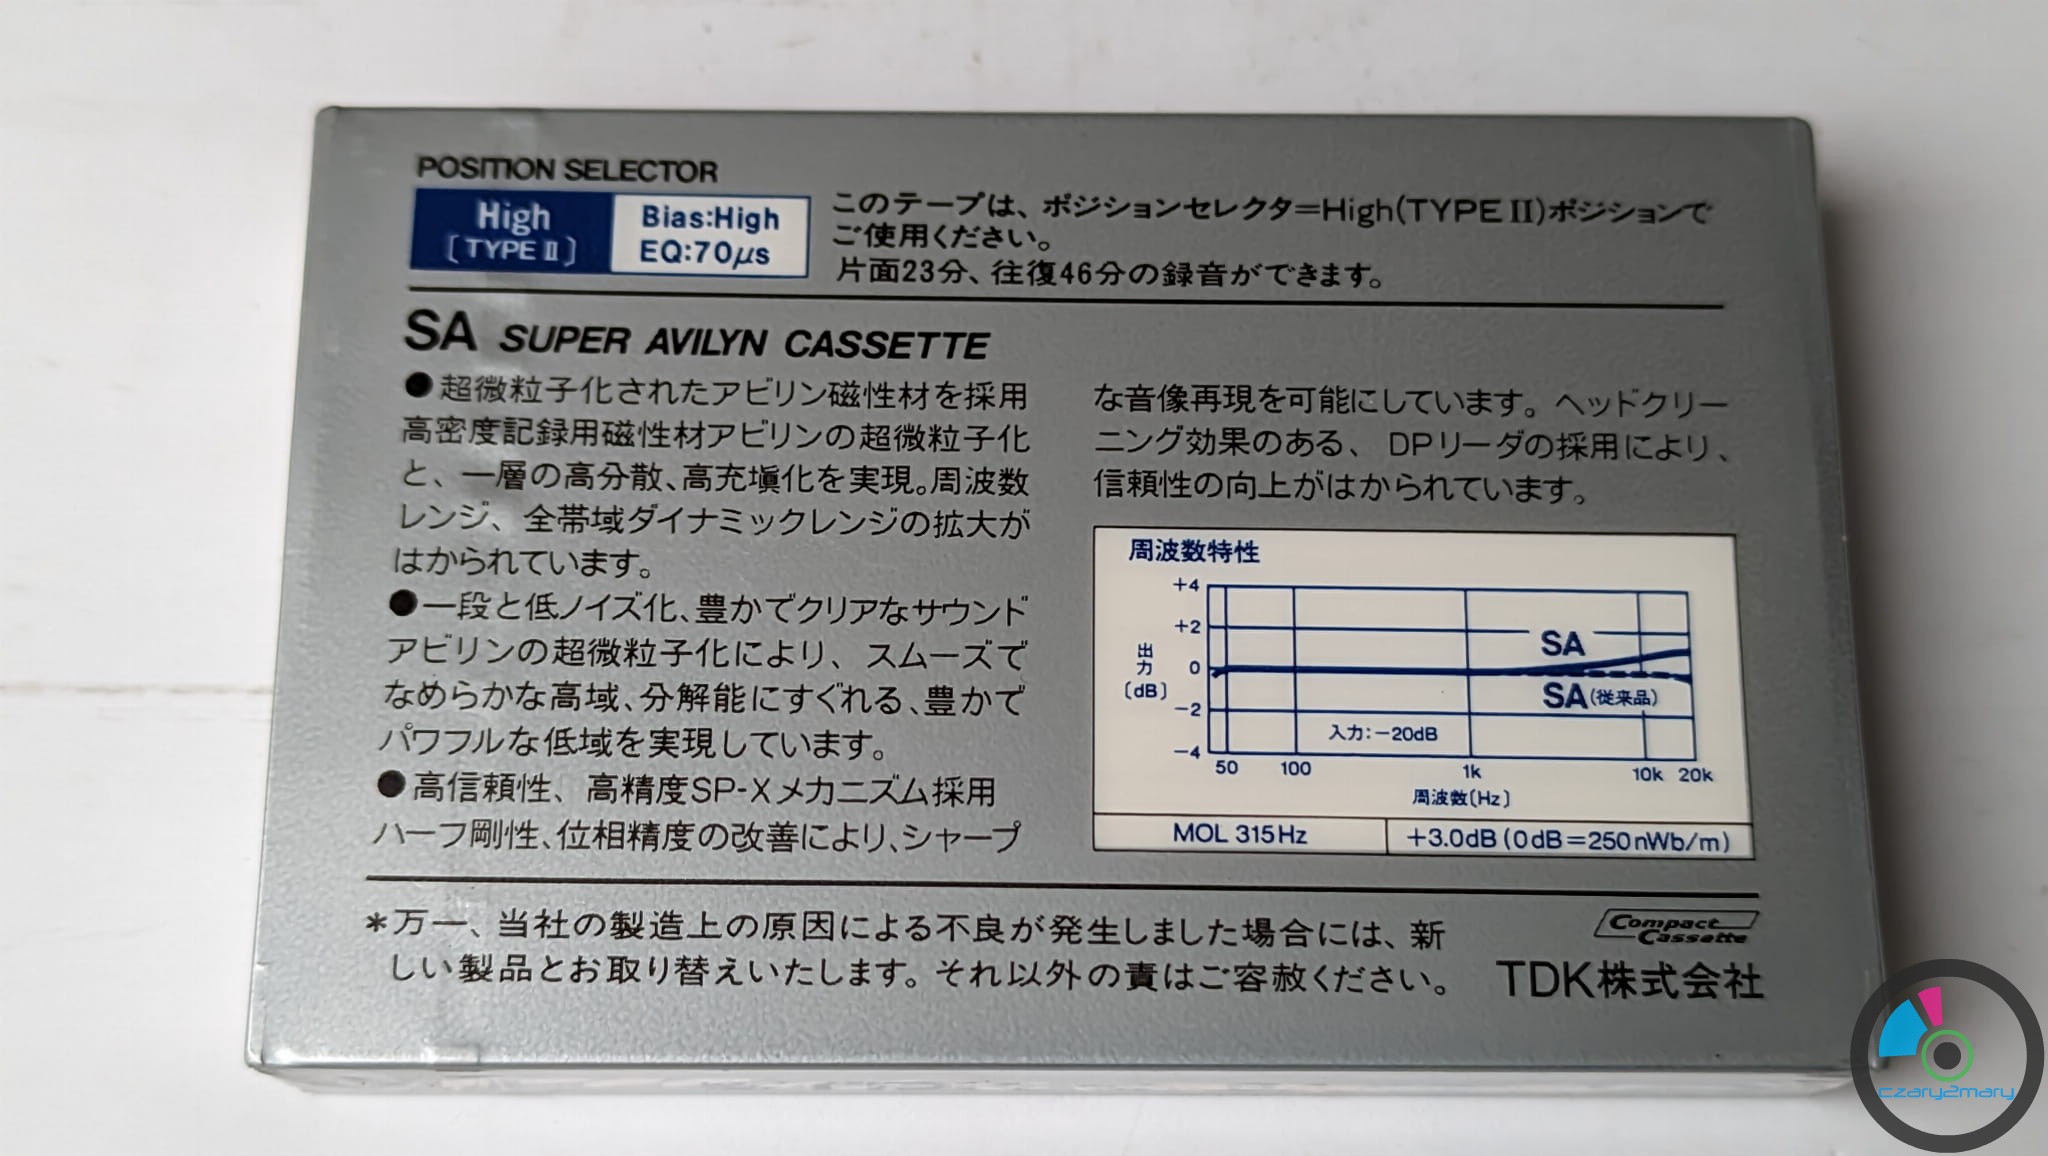 POSITION SELECTOR
High
〔TYPE II〕
Bias:High
EQ:70μs
このテープは、ポジションセレクタ＝High(TYPE II)ポジションで
ご使用ください。
片面23分、往復46分の録音ができます。
SA SUPER AVILYN CASSETTE
●超微粒子化されたアビリン磁性材を採用
高密度記録用磁性材アビリンの超微粒子化
と、一層の高分散、高充塡化を実現。周波数
レンジ、全帯域ダイナミックレンジの拡大が
はかられています。
●一段と低ノイズ化、豊かでクリアなサウンド
アビリンの超微粒子化により、スムーズで
なめらかな高域、分解能にすぐれる、豊かで
パワフルな低域を実現しています。
●高信頼性、高精度SP-Xメカニズム採用
ハーフ剛性、位相精度の改善により、シャープ
な音像再現を可能にしています。ヘッドクリー
ニング効果のある、DPリーダの採用により、
信頼性の向上がはかられています。
周波数特性
+4
+2
0
-2
-4
出力〔dB〕
SA
SA(従来品)
入力:-20dB
50 100 1k 10k 20k
周波数〔Hz〕
MOL 315Hz
+3.0dB (0dB=250nWb/m)
*万一、当社の製造上の原因による不良が発生しました場合には、新
しい製品とお取り替えいたします。それ以外の責はご容赦ください。
Compact
Cassette
TDK株式会社
czary2mary